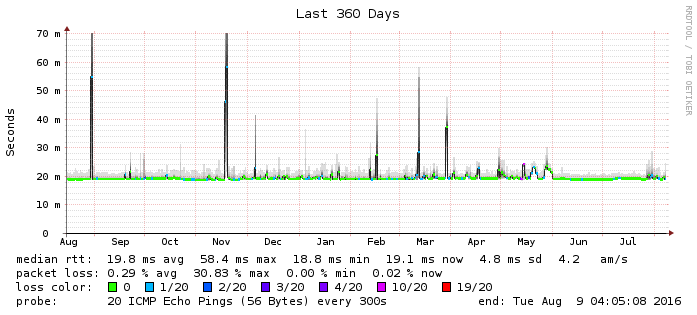 Last 360 Days
RRDTOOL / TOBI OETIKER
Seconds
70 m
60 m
50 m
40 m
30 m
20 m
10 m
0
Aug Sep Oct Nov Dec Jan Feb Mar Apr May Jun Jul
median rtt: 19.8 ms avg 58.4 ms max 18.8 ms min 19.1 ms now 4.8 ms sd 4.2 am/s
packet loss: 0.29 % avg 30.83 % max 0.00 % min 0.02 % now
loss color: 0 1/20 2/20 3/20 4/20 10/20 19/20
probe: 20 ICMP Echo Pings (56 Bytes) every 300s end: Tue Aug 9 04:05:08 2016